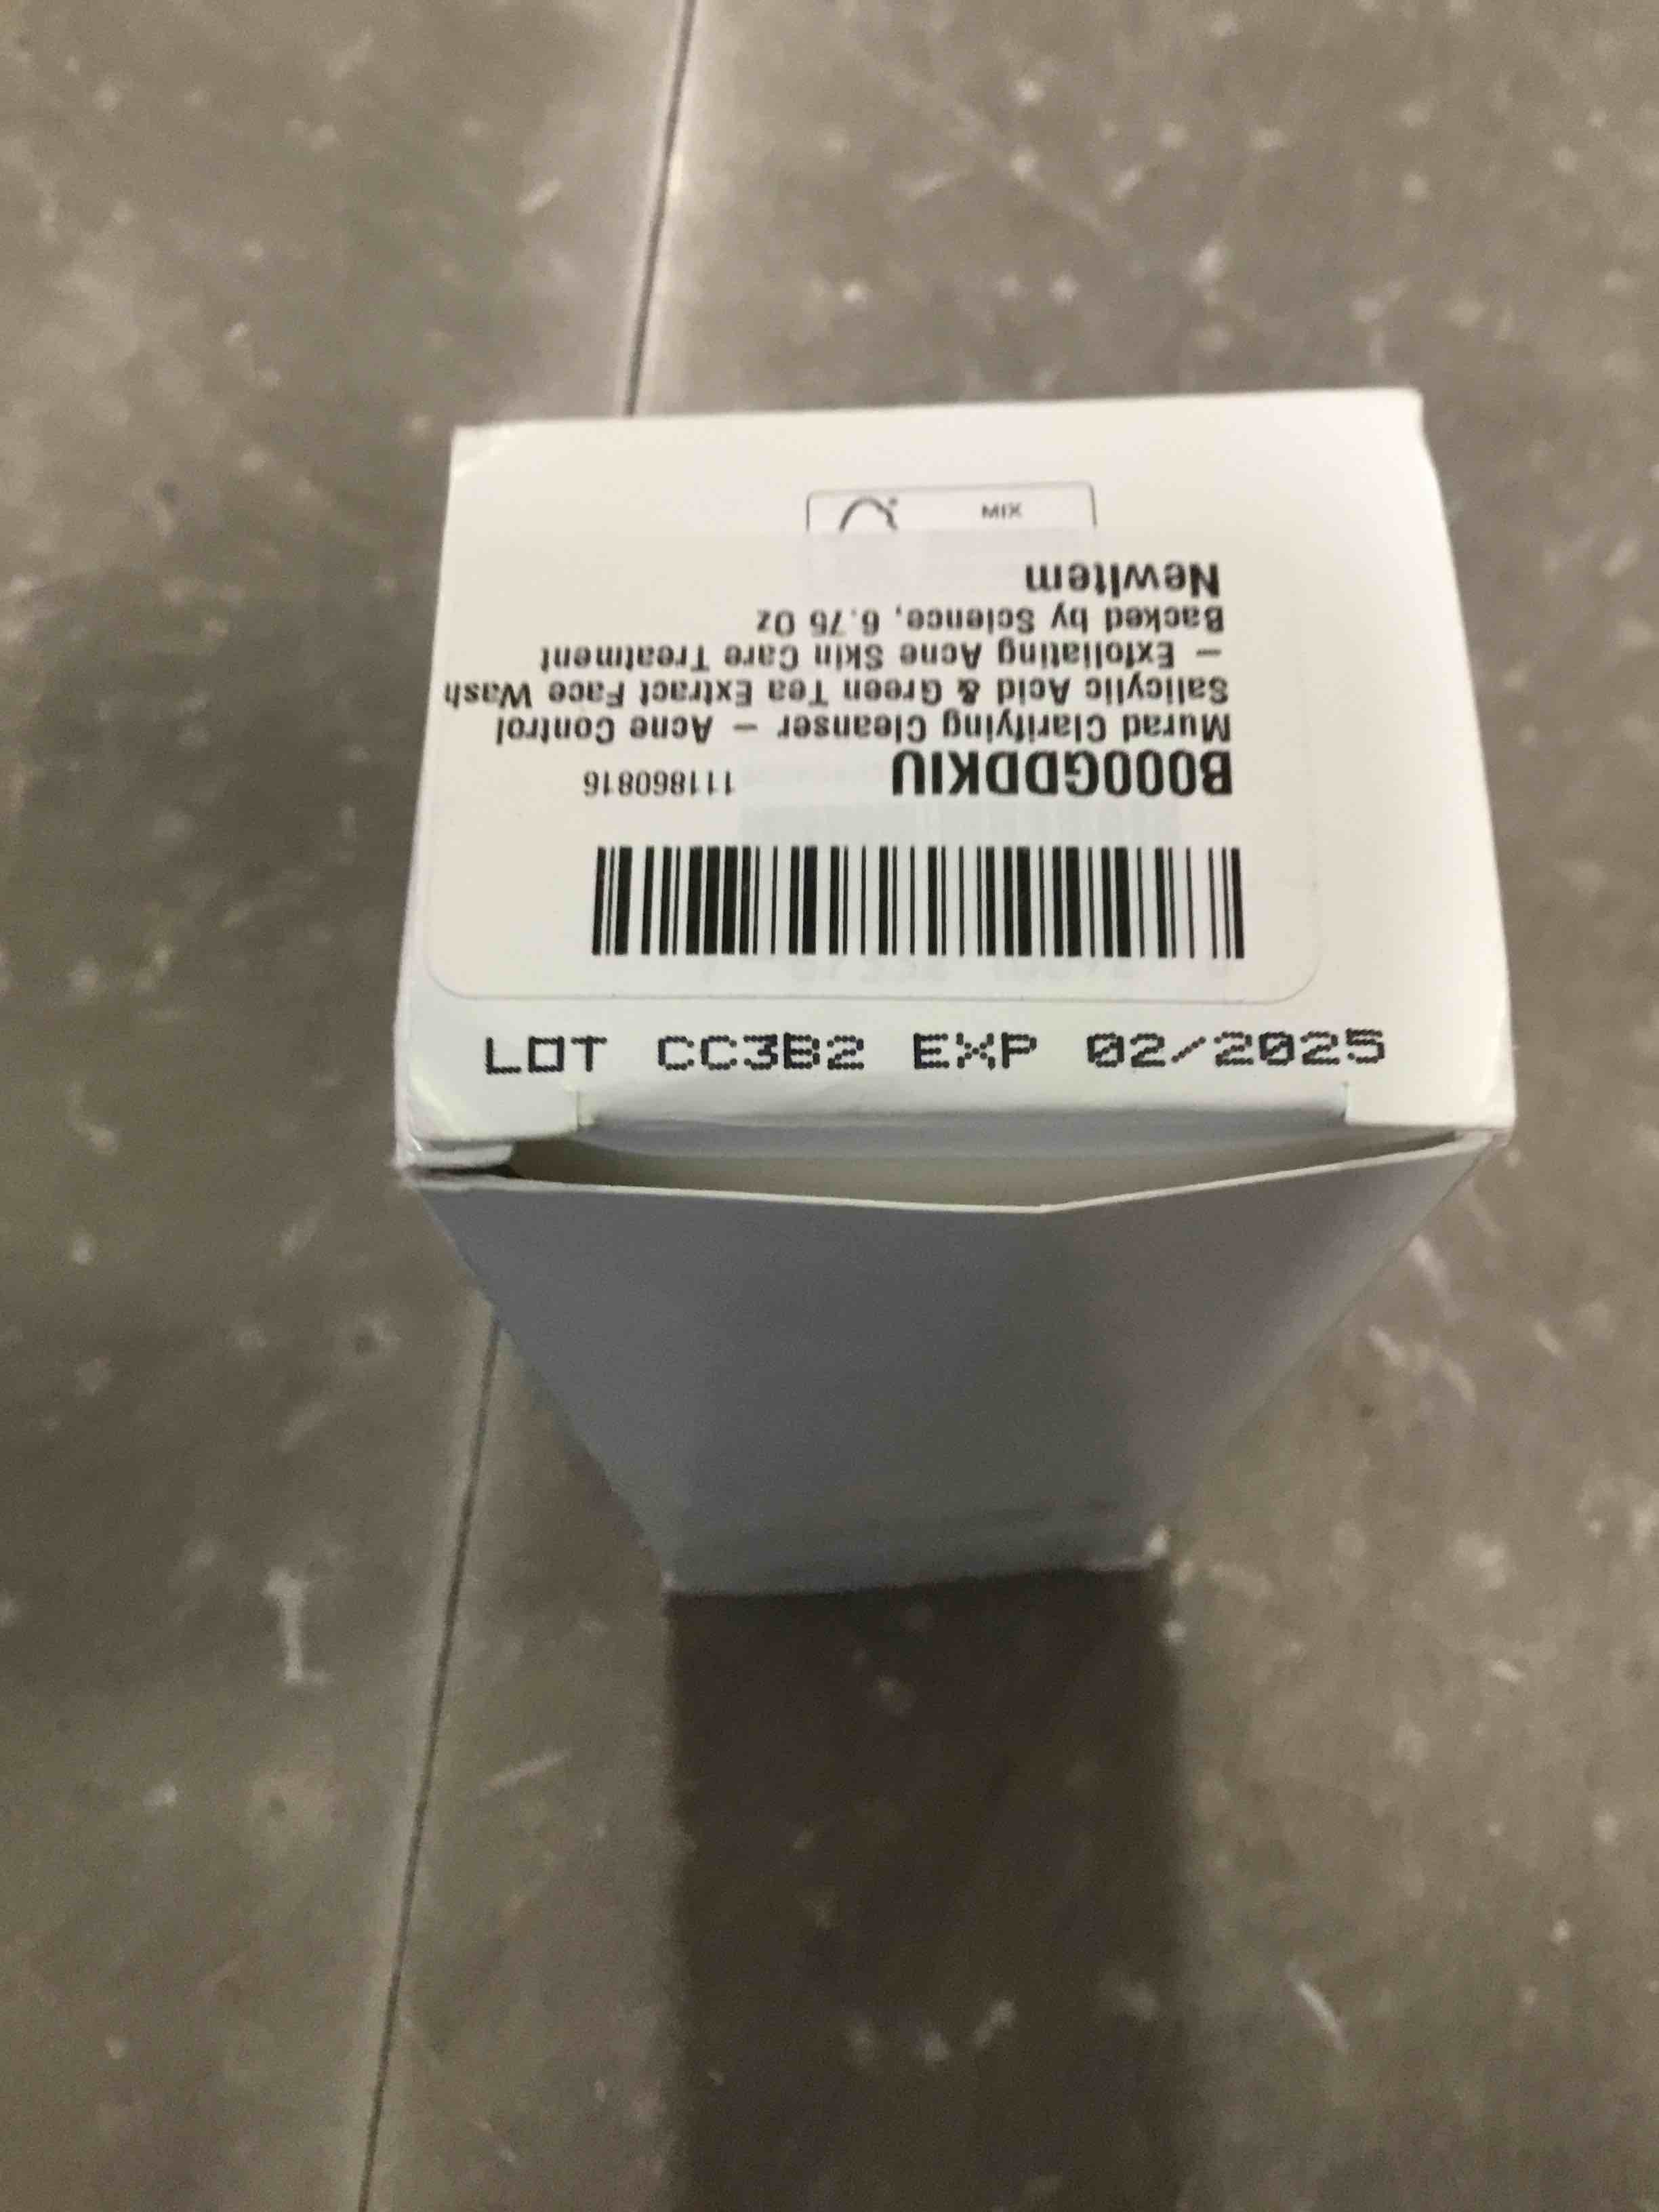 B000GDDKIU 111860816
Murad Clarifying Cleanser – Acne Control
Salicylic Acid & Green Tea Extract Face Wash
– Exfoliating Acne Skin Care Treatment
Backed by Science, 6.75 Oz
NewItem
MIX
LOT CC3B2 EXP 02/2025